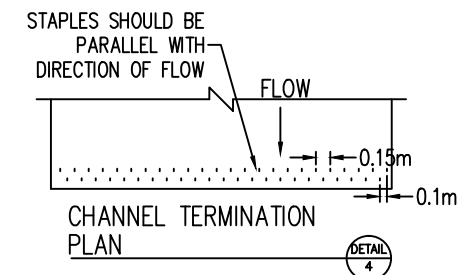 STAPLES SHOULD BE
PARALLEL WITH
DIRECTION OF FLOW
FLOW
0.15m
0.1m
CHANNEL TERMINATION
PLAN
DETAIL
4